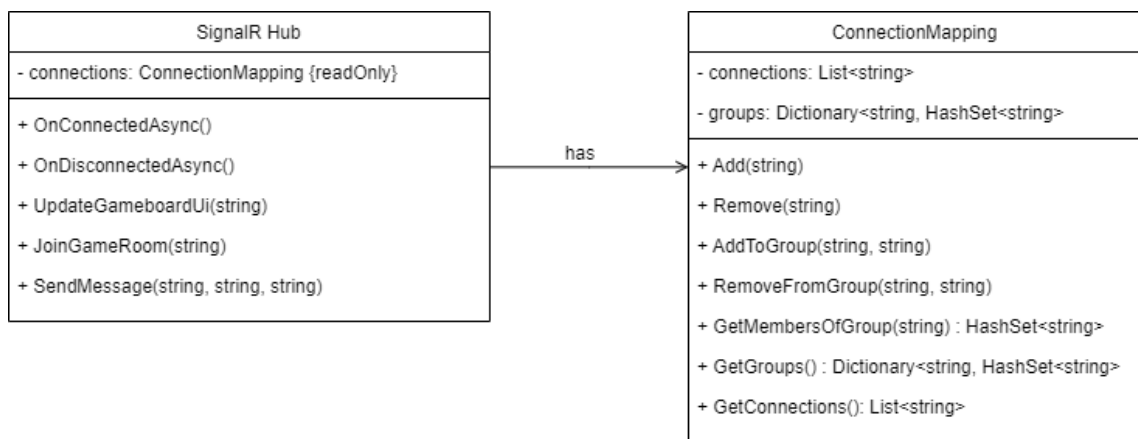 SignalR Hub
- connections: ConnectionMapping {readOnly}
+ OnConnectedAsync()
+ OnDisconnectedAsync()
+ UpdateGameboardUi(string)
+ JoinGameRoom(string)
+ SendMessage(string, string, string)
has
ConnectionMapping
- connections: List<string>
- groups: Dictionary<string, HashSet<string>
+ Add(string)
+ Remove(string)
+ AddToGroup(string, string)
+ RemoveFromGroup(string, string)
+ GetMembersOfGroup(string) : HashSet<string>
+ GetGroups() : Dictionary<string, HashSet<string>
+ GetConnections(): List<string>